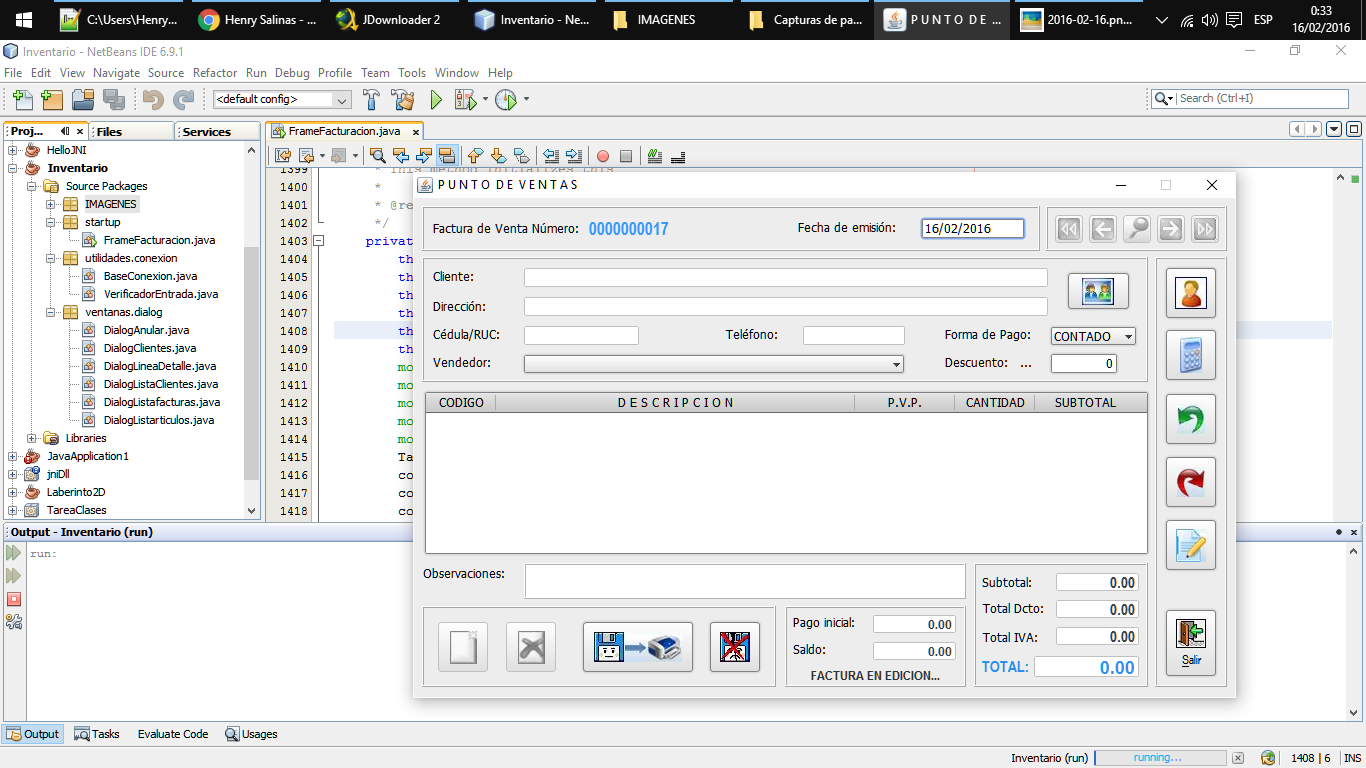 C:\Users\Henry...
Henry Salinas - ...
JDownloader 2
Inventario - Ne...
IMAGENES
Capturas de pa...
P U N T O D E ...
2016-02-16.pn...
ESP
0:33
16/02/2016
Inventario - NetBeans IDE 6.9.1
File Edit View Navigate Source Refactor Run Debug Profile Team Tools Window Help
<default config>
Search (Ctrl+I)
Proj...
Files
Services
FrameFacturacion.java
HelloJNI
Inventario
Source Packages
IMAGENES
startup
FrameFacturacion.java
utilidades.conexion
BaseConexion.java
VerificadorEntrada.java
ventanas.dialog
DialogAnular.java
DialogClientes.java
DialogLineaDetalle.java
DialogListaClientes.java
DialogListafacturas.java
DialogListarticulos.java
Libraries
JavaApplication1
jniDll
Laberinto2D
TareaClases
1399 * This method initializes this
1400 *
1401 * @re
1402 */
1403 privat
1404 th
1405 th
1406 th
1407 th
1408 th
1409 th
1410 mo
1411 mo
1412 mo
1413 mo
1414 mo
1415 Ta
1416 co
1417 co
1418 co
P U N T O D E V E N T A S
Factura de Venta Número: 0000000017
Fecha de emisión: 16/02/2016
Cliente:
Dirección:
Cédula/RUC:
Teléfono:
Forma de Pago: CONTADO
Vendedor:
Descuento: ... 0
CODIGO D E S C R I P C I O N P.V.P. CANTIDAD SUBTOTAL
Observaciones:
Pago inicial: 0.00
Saldo: 0.00
FACTURA EN EDICION...
Subtotal: 0.00
Total Dcto: 0.00
Total IVA: 0.00
TOTAL: 0.00
Salir
Output - Inventario (run)
run:
Output
Tasks
Evaluate Code
Usages
Inventario (run)
running...
1408 | 6
INS